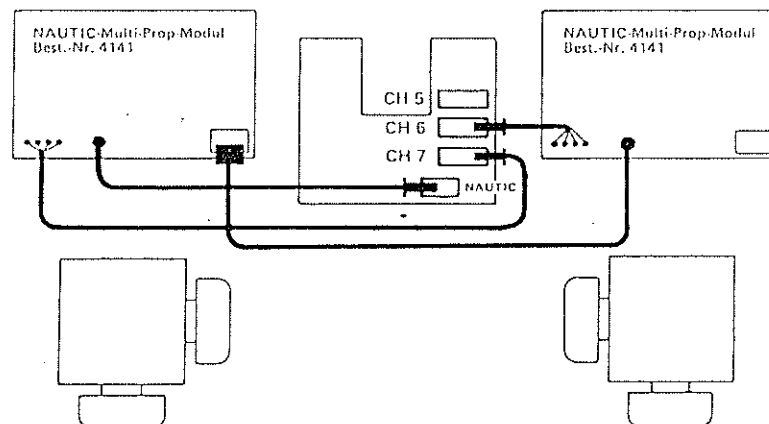 NAUTIC-Multi-Prop-Modul
Best.-Nr. 4141
CH 5
CH 6
CH 7
NAUTIC
NAUTIC-Multi-Prop-Modul
Best.-Nr. 4141